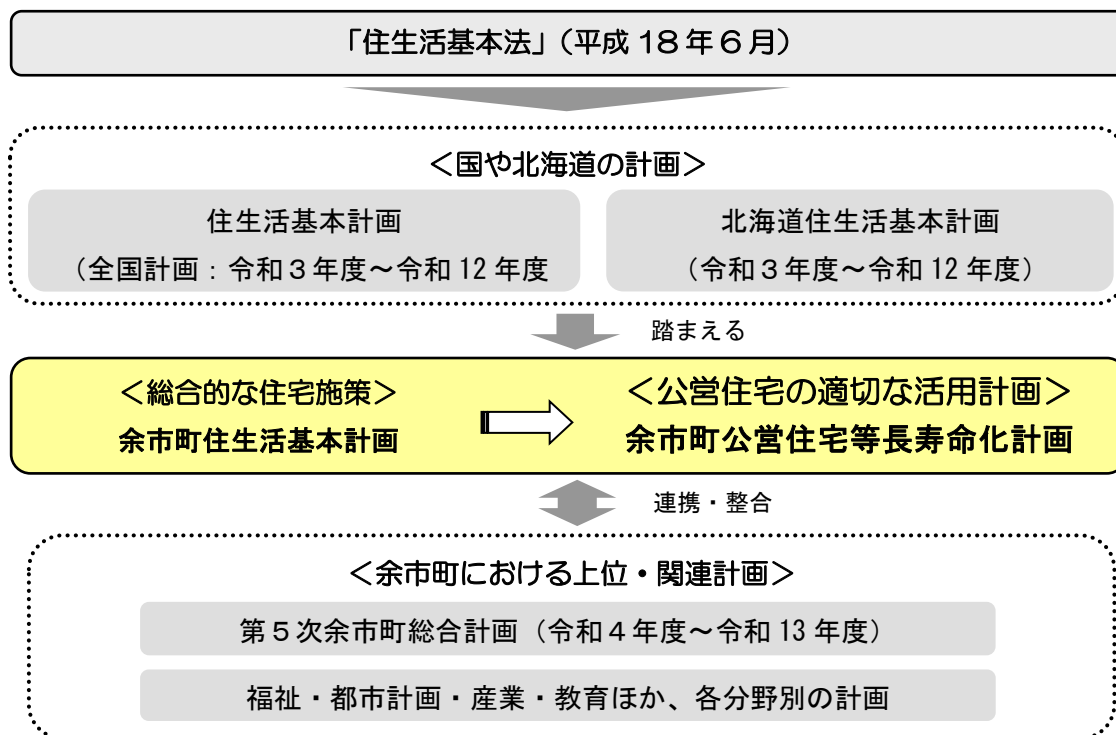 「住生活基本法」（平成 18 年 6 月）
＜国や北海道の計画＞
住生活基本計画
（全国計画：令和３年度～令和 12 年度
北海道住生活基本計画
（令和３年度～令和 12 年度）
踏まえる
＜総合的な住宅施策＞
余市町住生活基本計画
＜公営住宅の適切な活用計画＞
余市町公営住宅等長寿命化計画
連携・整合
＜余市町における上位・関連計画＞
第５次余市町総合計画（令和４年度～令和 13 年度）
福祉・都市計画・産業・教育ほか、各分野別の計画